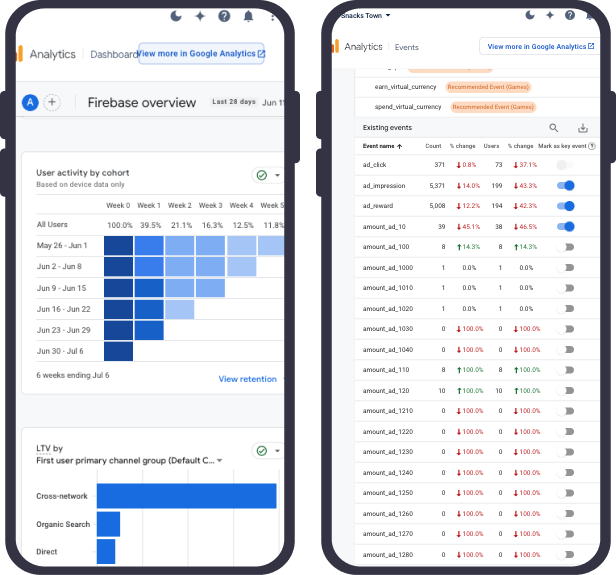 Analytics
Dashboard
View more in Google Analytics
A
+
Firebase overview
Last 28 days
Jun 1
User activity by cohort
Based on device data only
Week 0 Week 1 Week 2 Week 3 Week 4 Week 5
All Users 100.0% 39.5% 21.1% 16.3% 12.5% 11.8%
May 26 - Jun 1
Jun 2 - Jun 8
Jun 9 - Jun 15
Jun 16 - Jun 22
Jun 23 - Jun 29
Jun 30 - Jul 6
6 weeks ending Jul 6
View retention
LTV by
First user primary channel group (Default C...
Cross-network
Organic Search
Direct
Snacks Town
Analytics
Events
View more in Google Analytics
earn_virtual_currency Recommended Event (Games)
spend_virtual_currency Recommended Event (Games)
Existing events
Event name ↑ Count % change Users % change Mark as key event ?
ad_click 371 ↓0.8% 73 ↓37.1%
ad_impression 5,371 ↓14.0% 199 ↓43.3%
ad_reward 5,008 ↓12.2% 194 ↓42.3%
amount_ad_10 39 ↓45.1% 38 ↓46.5%
amount_ad_100 8 ↑14.3% 8 ↑14.3%
amount_ad_1000 1 0.0% 1 0.0%
amount_ad_1010 1 0.0% 1 0.0%
amount_ad_1020 1 0.0% 1 0.0%
amount_ad_1030 0 ↓100.0% 0 ↓100.0%
amount_ad_1040 0 ↓100.0% 0 ↓100.0%
amount_ad_110 8 ↑100.0% 8 ↑100.0%
amount_ad_120 10 ↑100.0% 10 ↑100.0%
amount_ad_1210 0 ↓100.0% 0 ↓100.0%
amount_ad_1220 0 ↓100.0% 0 ↓100.0%
amount_ad_1230 0 ↓100.0% 0 ↓100.0%
amount_ad_1240 0 ↓100.0% 0 ↓100.0%
amount_ad_1250 0 ↓100.0% 0 ↓100.0%
amount_ad_1260 0 ↓100.0% 0 ↓100.0%
amount_ad_1270 0 ↓100.0% 0 ↓100.0%
amount_ad_1280 0 ↓100.0% 0 ↓100.0%